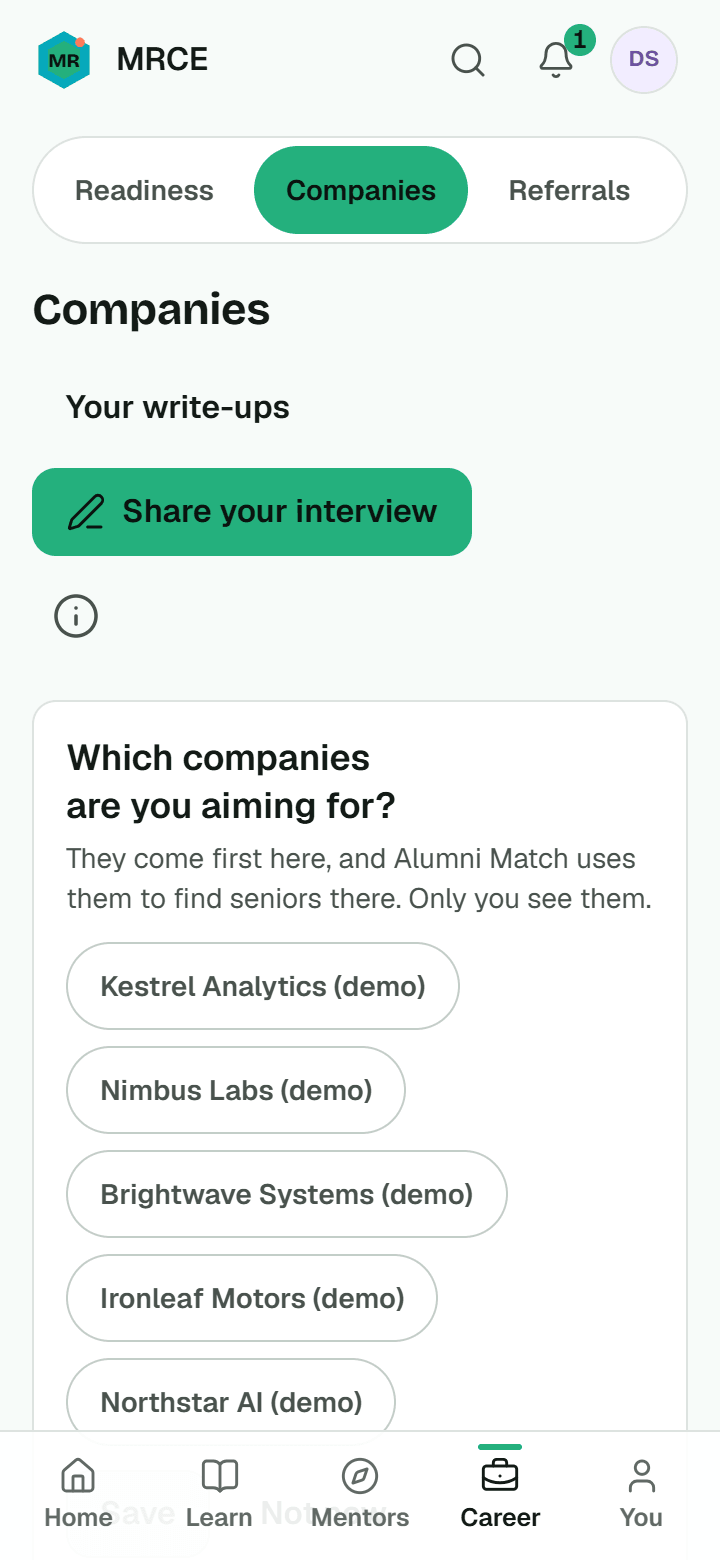 MR
MRCE
1
DS
Readiness
Companies
Referrals
Companies
Your write-ups
Share your interview
Which companies
are you aiming for?
They come first here, and Alumni Match uses
them to find seniors there. Only you see them.
Kestrel Analytics (demo)
Nimbus Labs (demo)
Brightwave Systems (demo)
Ironleaf Motors (demo)
Northstar AI (demo)
Save
Not now
Home
Learn
Mentors
Career
You